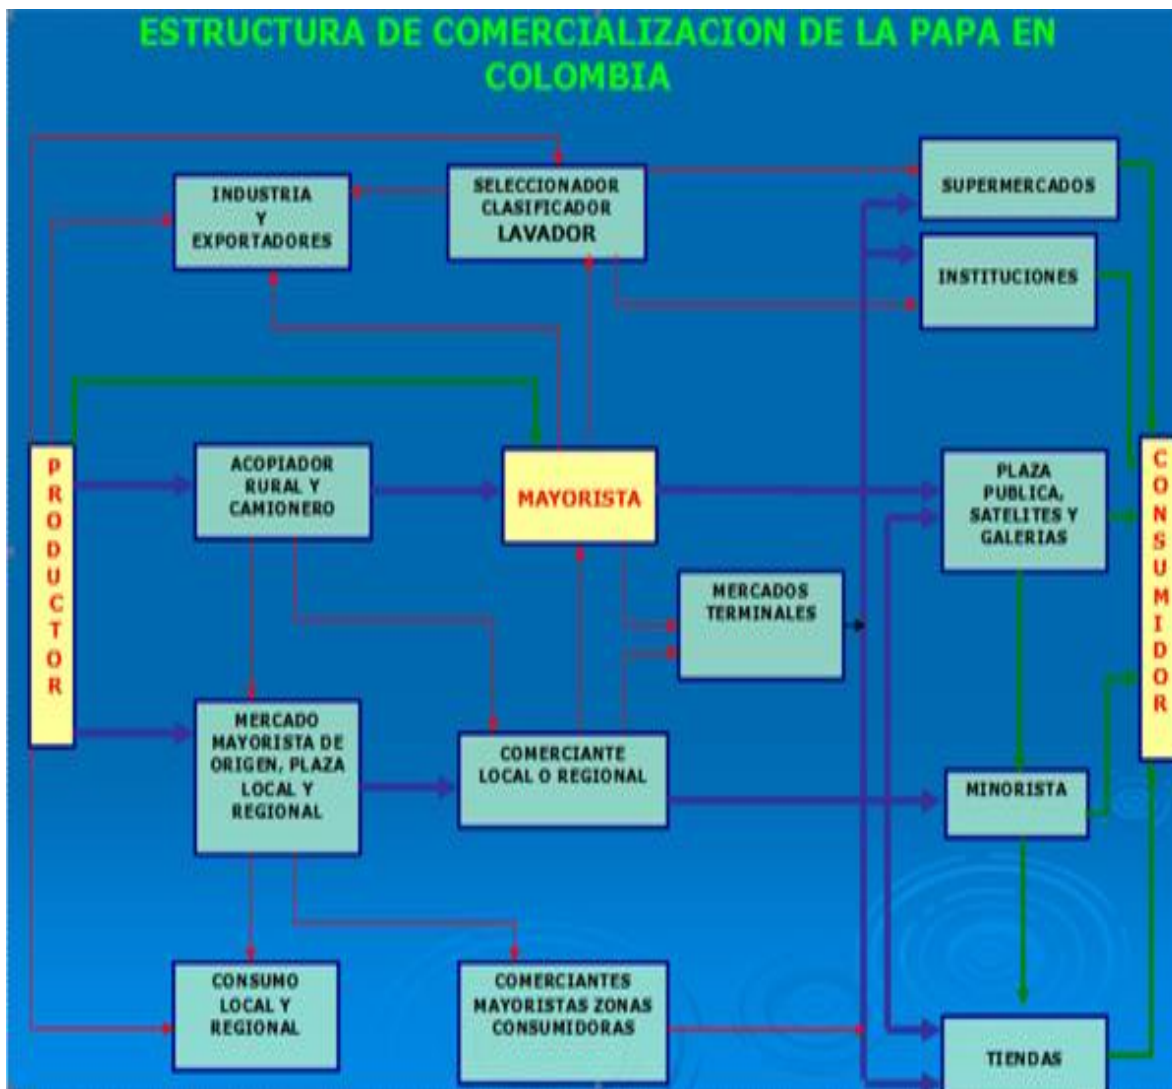 ESTRUCTURA DE COMERCIALIZACION DE LA PAPA EN
COLOMBIA
INDUSTRIA
Y
EXPORTADORES
SELECCIONADOR
CLASIFICADOR
LAVADOR
SUPERMERCADOS
INSTITUCIONES
PRODUCTOR
ACOPIADOR
RURAL Y
CAMIONERO
MAYORISTA
PLAZA
PUBLICA,
SATELITES Y
GALERIAS
CONSUMIDOR
MERCADOS
TERMINALES
MERCADO
MAYORISTA DE
ORIGEN, PLAZA
LOCAL Y
REGIONAL
COMERCIANTE
LOCAL O REGIONAL
MINORISTA
CONSUMO
LOCAL Y
REGIONAL
COMERCIANTES
MAYORISTAS ZONAS
CONSUMIDORAS
TIENDAS